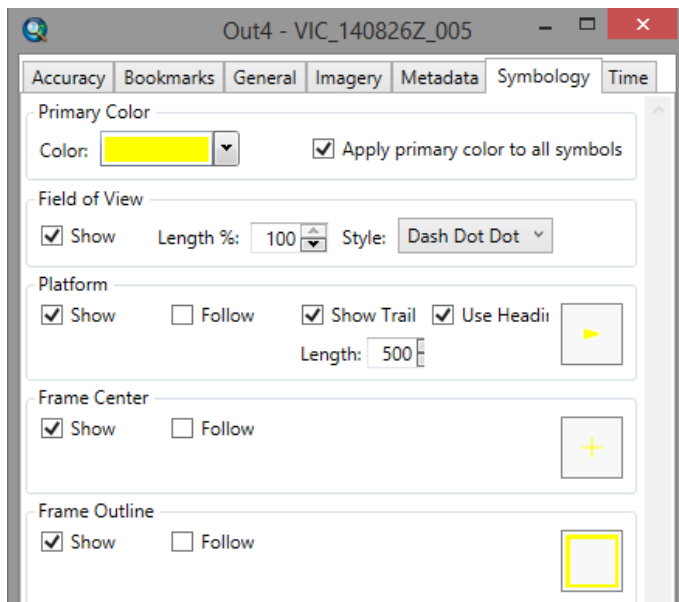 Out4 - VIC_140826Z_005
Accuracy Bookmarks General Imagery Metadata Symbology Time
Primary Color
Color: Apply primary color to all symbols
Field of View
Show Length %: 100 Style: Dash Dot Dot
Platform
Show Follow Show Trail Use Headin
Length: 500
Frame Center
Show Follow
Frame Outline
Show Follow